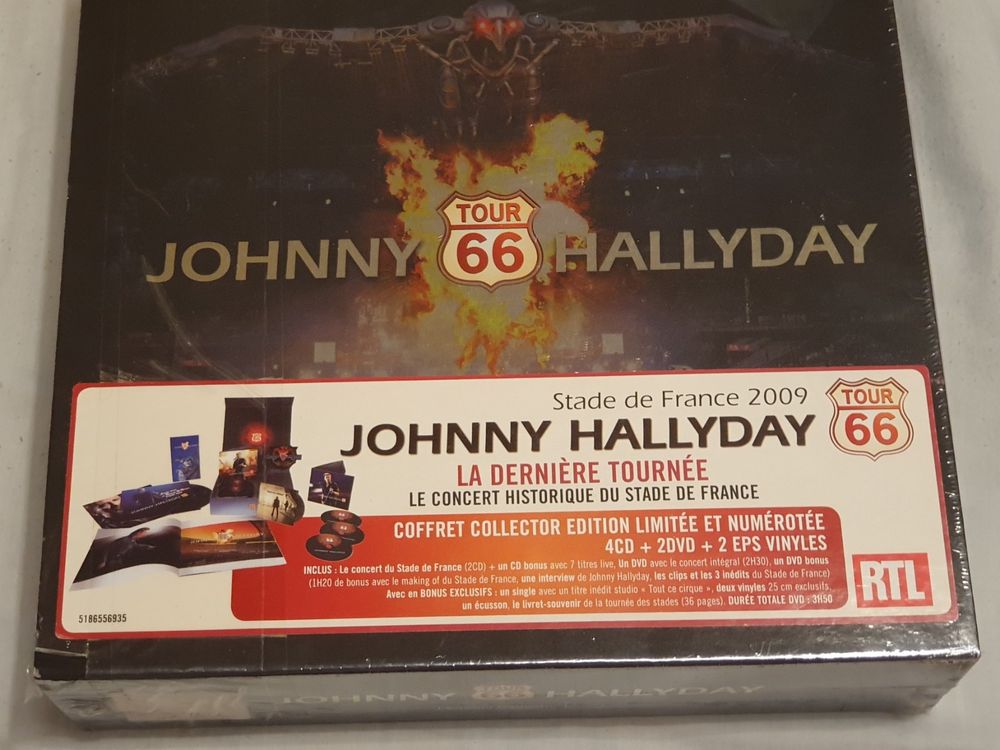 JOHNNY TOUR 66 HALLYDAY
Stade de France 2009
JOHNNY HALLYDAY
TOUR
66
LA DERNIÈRE TOURNÉE
LE CONCERT HISTORIQUE DU STADE DE FRANCE
COFFRET COLLECTOR EDITION LIMITÉE ET NUMÉROTÉE
4CD + 2DVD + 2 EPS VINYLES
INCLUS : Le concert du Stade de France (2CD) + un CD bonus avec 7 titres live, Un DVD avec le concert intégral (2H30), un DVD bonus
(1H20 de bonus avec le making of du Stade de France, une interview de Johnny Hallyday, les clips et les 3 inédits du Stade de France)
Avec en BONUS EXCLUSIFS : un single avec un titre inédit studio « Tout ce cirque », deux vinyles 25 cm exclusifs,
un écusson, le livret-souvenir de la tournée des stades (36 pages). DURÉE TOTALE DVD : 3H50
RTL
5186556935
JOHNNY TOUR 66 HALLYDAY